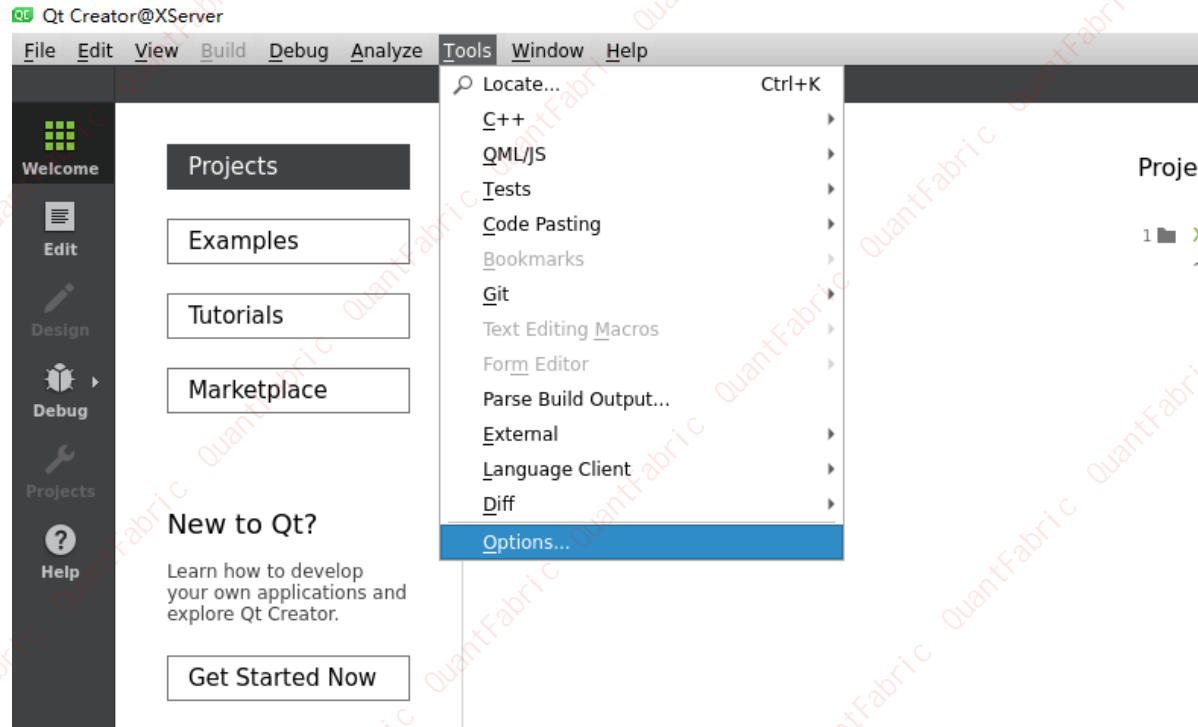 Qt Creator@XServer
File Edit View Build Debug Analyze Tools Window Help
Locate... Ctrl+K
C++
QML/JS
Tests
Code Pasting
Bookmarks
Git
Text Editing Macros
Form Editor
Parse Build Output...
External
Language Client
Diff
Options...
Welcome
Edit
Design
Debug
Projects
Help
Projects
Examples
Tutorials
Marketplace
New to Qt?
Learn how to develop
your own applications and
explore Qt Creator.
Get Started Now
1
QuantFabric